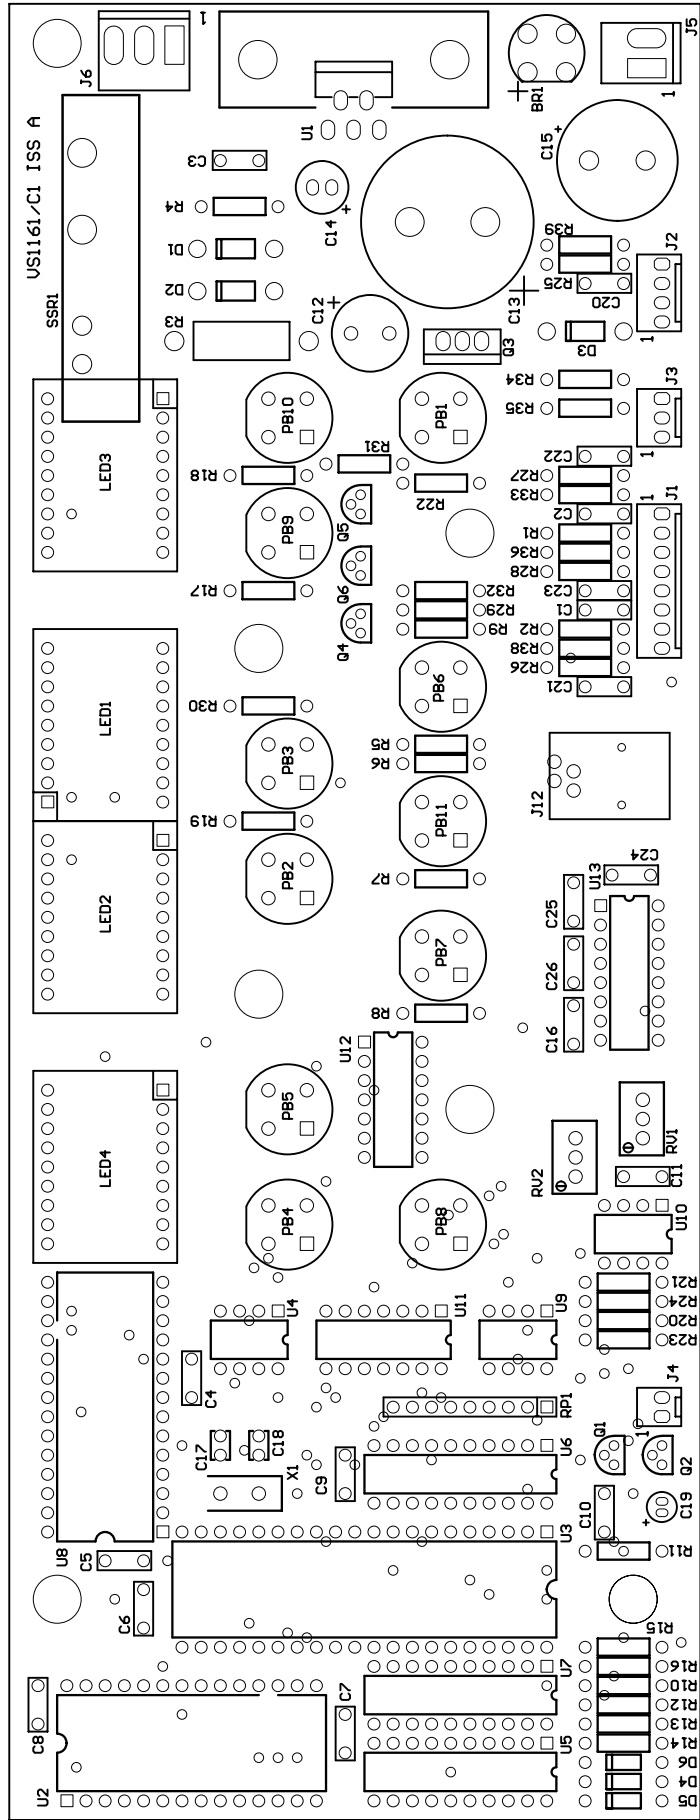 1
J6
U1
BR1
J5
1
VS1161/C1 ISS A
C3
R4
C14
+
C15
+
D1
D2
R39
R25
C20
J2
1
SSR1
R3
C12
+
C13
Q3
D3
LED3
PB10
PB1
R34
R35
J3
1
R31
R18
R22
C22
R27
R33
C2
J1
1
PB9
Q5
R1
R36
R28
Q6
R17
R32
R29
R9
C23
C1
Q4
R2
R38
R26
C21
PB6
LED1
R30
PB3
R5
R6
J12
R19
PB11
LED2
PB2
R7
U13
C24
C25
PB7
C26
R8
C16
U12
LED4
PB5
RV1
RV2
C11
PB4
PB8
U10
U4
U11
U9
R21
R24
R20
R23
C4
RP1
J4
1
C17
C18
X1
C9
U6
Q1
Q2
C10
C19
+
U8
C5
U3
R11
C6
R15
R16
R10
R12
R13
R14
U7
C8
C7
U5
D6
D4
D5
U2